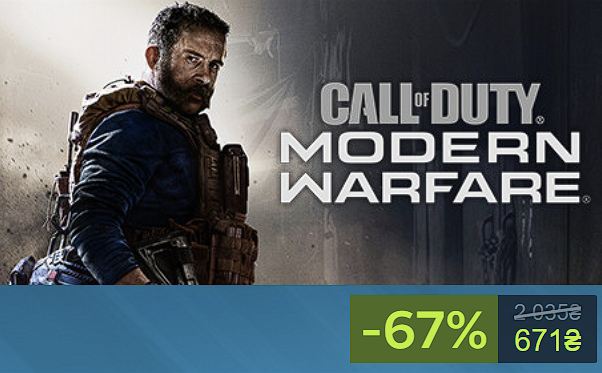 CALL OF DUTY®
MODERN
WARFARE®
-67%
2 035₴
671₴